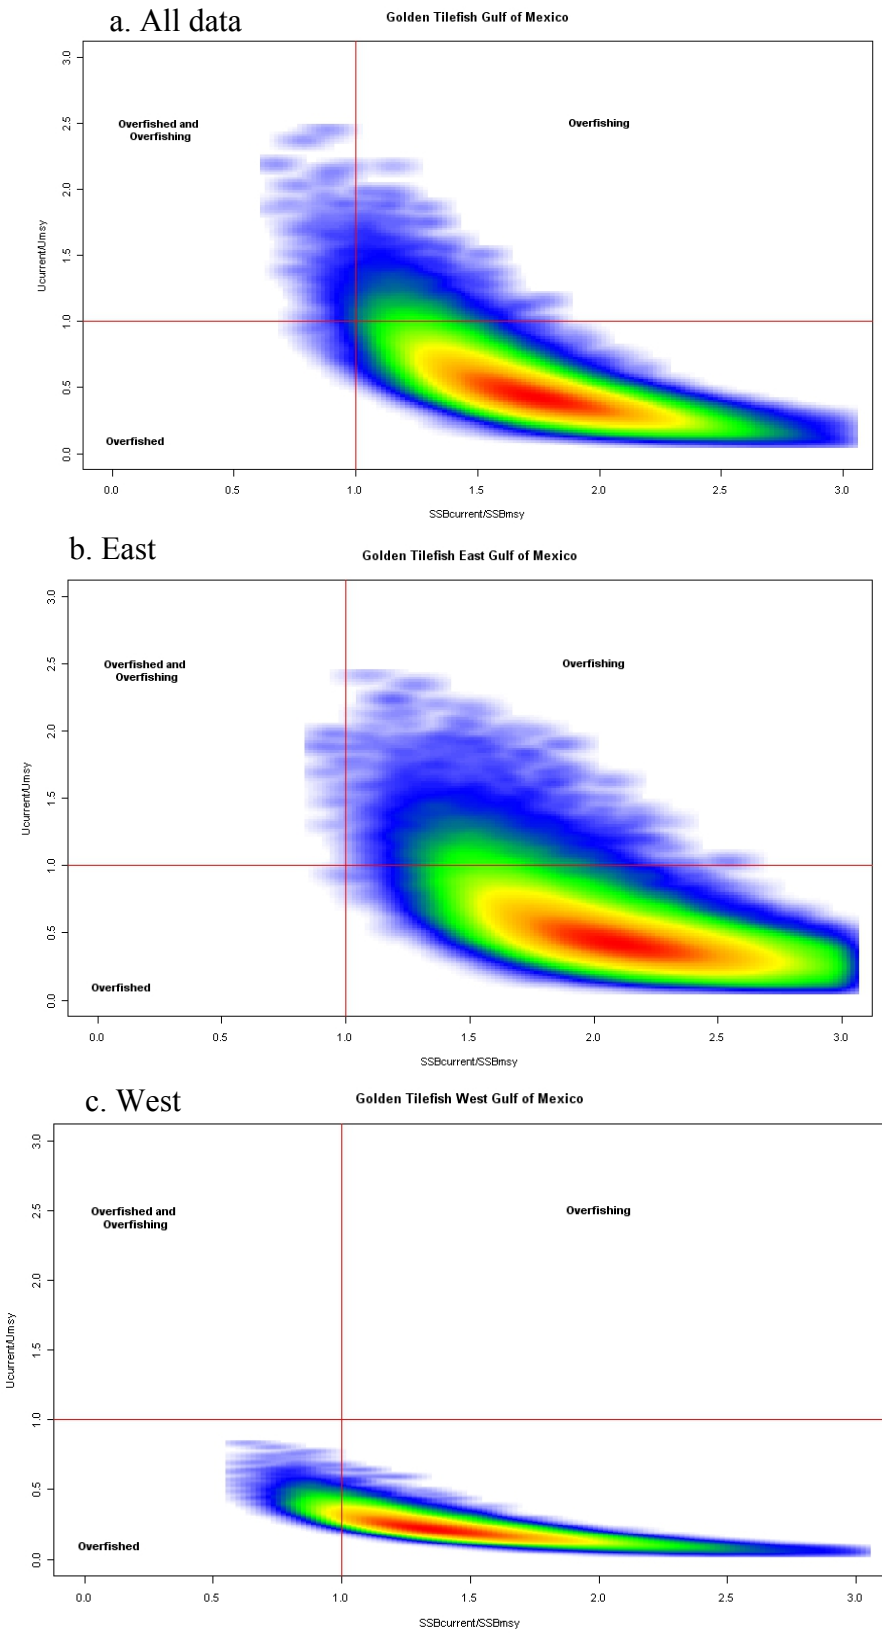 a. All data
Golden Tilefish Gulf of Mexico
3.0
2.5
2.0
1.5
1.0
0.5
0.0
Ucurrent/Umsy
Overfished and
Overfishing
Overfishing
Overfished
0.0 0.5 1.0 1.5 2.0 2.5 3.0
SSBcurrent/SSBmsy
b. East
Golden Tilefish East Gulf of Mexico
3.0
2.5
2.0
1.5
1.0
0.5
0.0
Ucurrent/Umsy
Overfished and
Overfishing
Overfishing
Overfished
0.0 0.5 1.0 1.5 2.0 2.5 3.0
SSBcurrent/SSBmsy
c. West
Golden Tilefish West Gulf of Mexico
3.0
2.5
2.0
1.5
1.0
0.5
0.0
Ucurrent/Umsy
Overfished and
Overfishing
Overfishing
Overfished
0.0 0.5 1.0 1.5 2.0 2.5 3.0
SSBcurrent/SSBmsy